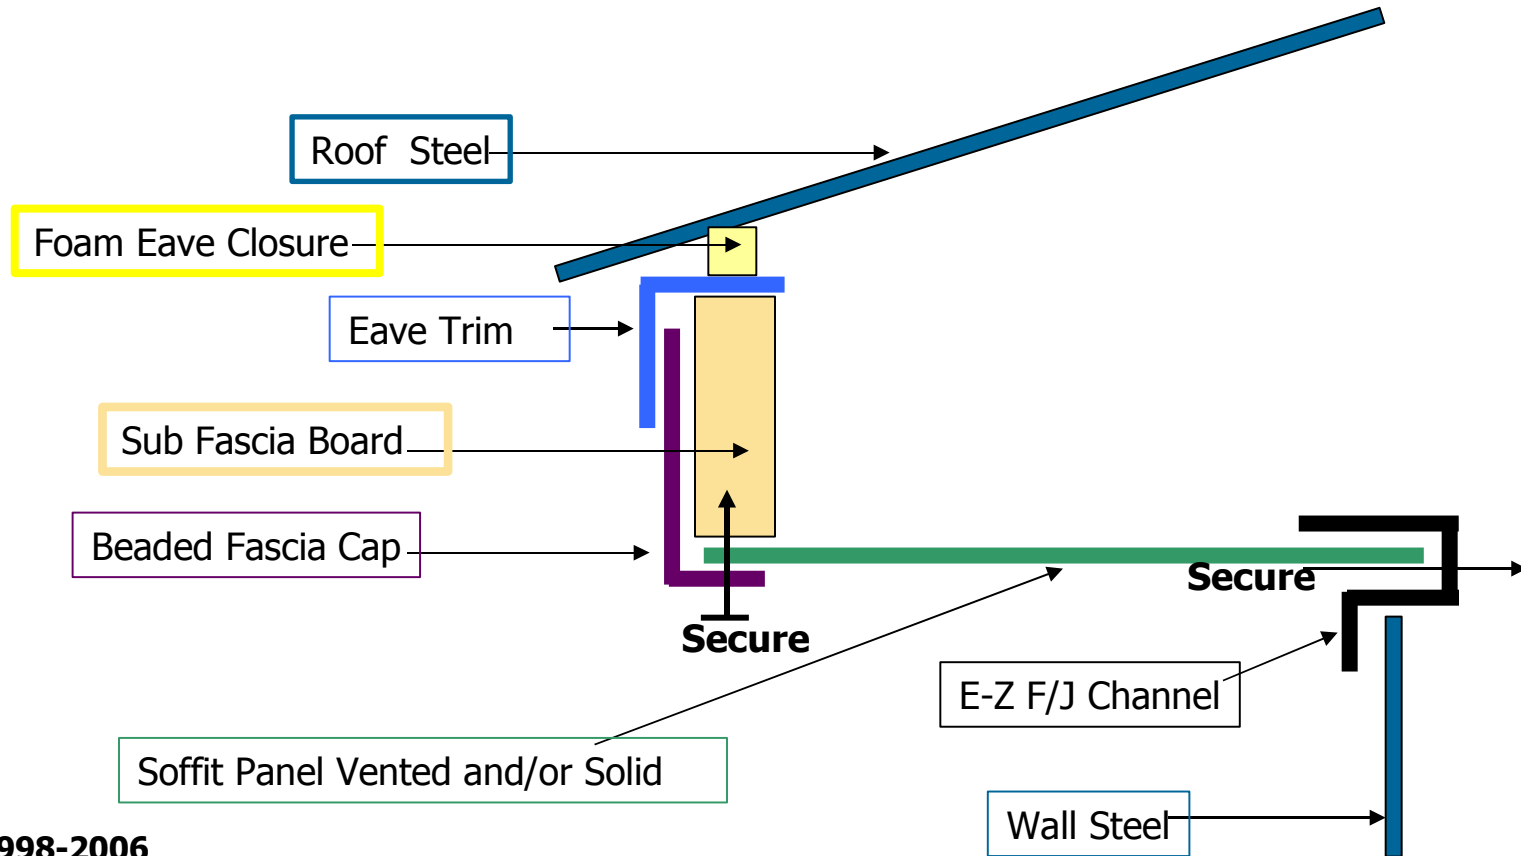 Roof Steel
Foam Eave Closure
Eave Trim
Sub Fascia Board
Beaded Fascia Cap
Secure
Secure
E-Z F/J Channel
Soffit Panel Vented and/or Solid
Wall Steel
998-2006